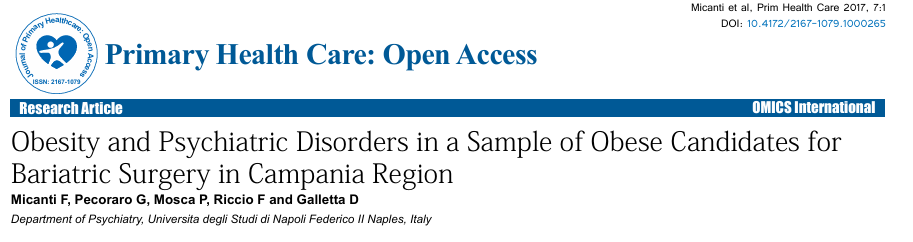 Micanti et al, Prim Health Care 2017, 7:1
DOI: 10.4172/2167-1079.1000265
Journal of Primary Healthcare: Open Access
ISSN: 2167-1079
Primary Health Care: Open Access
Research Article
OMICS International
Obesity and Psychiatric Disorders in a Sample of Obese Candidates for
Bariatric Surgery in Campania Region
Micanti F, Pecoraro G, Mosca P, Riccio F and Galletta D
Department of Psychiatry, Universita degli Studi di Napoli Federico II Naples, Italy